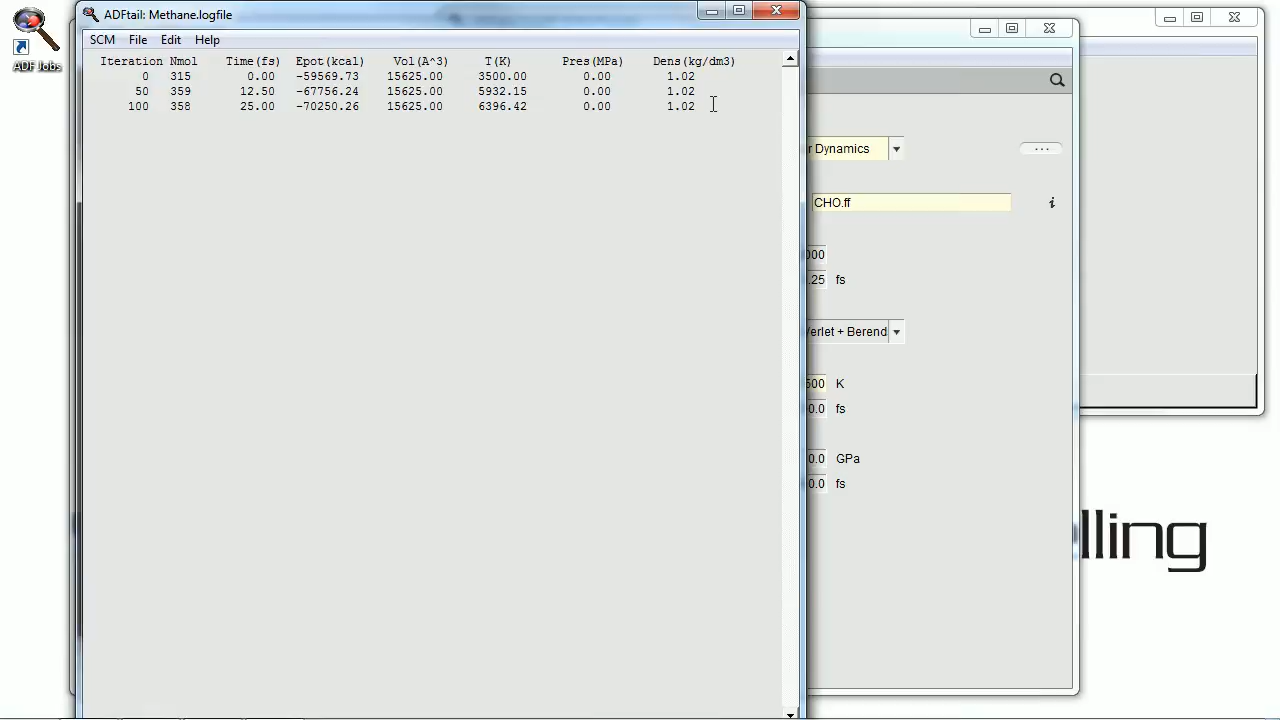 ADFtail: Methane.logfile
SCM File Edit Help
Iteration Nmol Time(fs) Epot(kcal) Vol(A^3) T(K) Pres(MPa) Dens(kg/dm3)
0 315 0.00 -59569.73 15625.00 3500.00 0.00 1.02
50 359 12.50 -67756.24 15625.00 5932.15 0.00 1.02
100 358 25.00 -70250.26 15625.00 6396.42 0.00 1.02
ADF Jobs
r Dynamics
...
CHO.ff
i
000
.25 fs
Verlet + Berend
500 K
0.0 fs
0.0 GPa
0.0 fs
lling